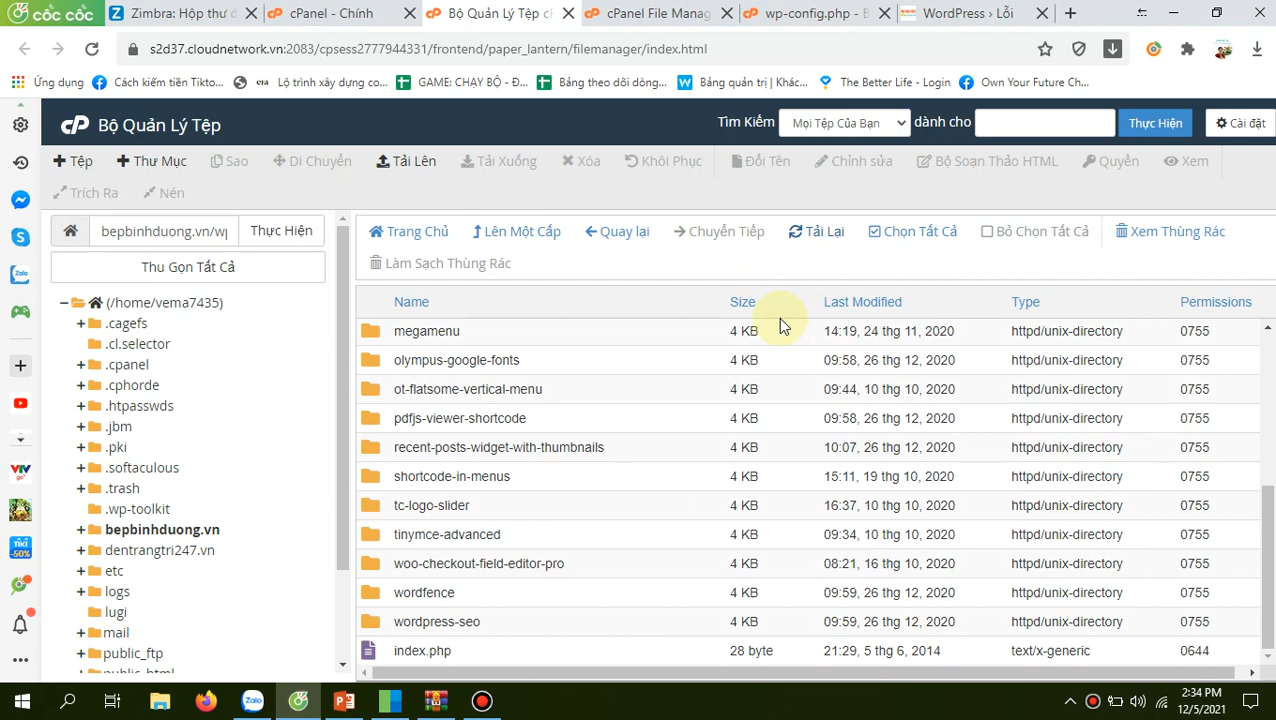 cốc cốc
Zimbra: Hộp thư đ
cPanel - Chính
Bộ Quản Lý Tệp cP
cPanel File Manag
wp-config.php - B
WordPress › Lỗi
s2d37.cloudnetwork.vn:2083/cpsess2777944331/frontend/paper_lantern/filemanager/index.html
Ứng dụng
Cách kiếm tiền Tikto...
Lộ trình xây dựng co...
GAME: CHẠY BỘ - Đ...
Bảng theo dõi dòng...
Bảng quản trị | Khác...
The Better Life - Login
Own Your Future Ch...
cP Bộ Quản Lý Tệp
Tìm Kiếm
Mọi Tệp Của Bạn
dành cho
Thực Hiện
Cài đặt
Tệp
Thư Mục
Sao
Di Chuyển
Tải Lên
Tải Xuống
Xóa
Khôi Phục
Đổi Tên
Chỉnh sửa
Bộ Soạn Thảo HTML
Quyền
Xem
Trích Ra
Nén
bepbinhduong.vn/wp
Thực Hiện
Thu Gọn Tất Cả
Trang Chủ
Lên Một Cấp
Quay lại
Chuyển Tiếp
Tải Lại
Chọn Tất Cả
Bỏ Chọn Tất Cả
Xem Thùng Rác
Làm Sạch Thùng Rác
(/home/vema7435)
.cagefs
.cl.selector
.cpanel
.cphorde
.htpasswds
.jbm
.pki
.softaculous
.trash
.wp-toolkit
bepbinhduong.vn
dentrangtri247.vn
etc
logs
lugi
mail
public_ftp
public_html
Name Size Last Modified Type Permissions
megamenu 4 KB 14:19, 24 thg 11, 2020 httpd/unix-directory 0755
olympus-google-fonts 4 KB 09:58, 26 thg 12, 2020 httpd/unix-directory 0755
ot-flatsome-vertical-menu 4 KB 09:44, 10 thg 10, 2020 httpd/unix-directory 0755
pdfjs-viewer-shortcode 4 KB 09:58, 26 thg 12, 2020 httpd/unix-directory 0755
recent-posts-widget-with-thumbnails 4 KB 10:07, 26 thg 12, 2020 httpd/unix-directory 0755
shortcode-in-menus 4 KB 15:11, 19 thg 10, 2020 httpd/unix-directory 0755
tc-logo-slider 4 KB 16:37, 10 thg 10, 2020 httpd/unix-directory 0755
tinymce-advanced 4 KB 09:34, 10 thg 10, 2020 httpd/unix-directory 0755
woo-checkout-field-editor-pro 4 KB 08:21, 16 thg 10, 2020 httpd/unix-directory 0755
wordfence 4 KB 09:59, 26 thg 12, 2020 httpd/unix-directory 0755
wordpress-seo 4 KB 09:59, 26 thg 12, 2020 httpd/unix-directory 0755
index.php 28 byte 21:29, 5 thg 6, 2014 text/x-generic 0644
Zalo
VTV
go
TIKI
-50%
Zalo
2:34 PM
12/5/2021